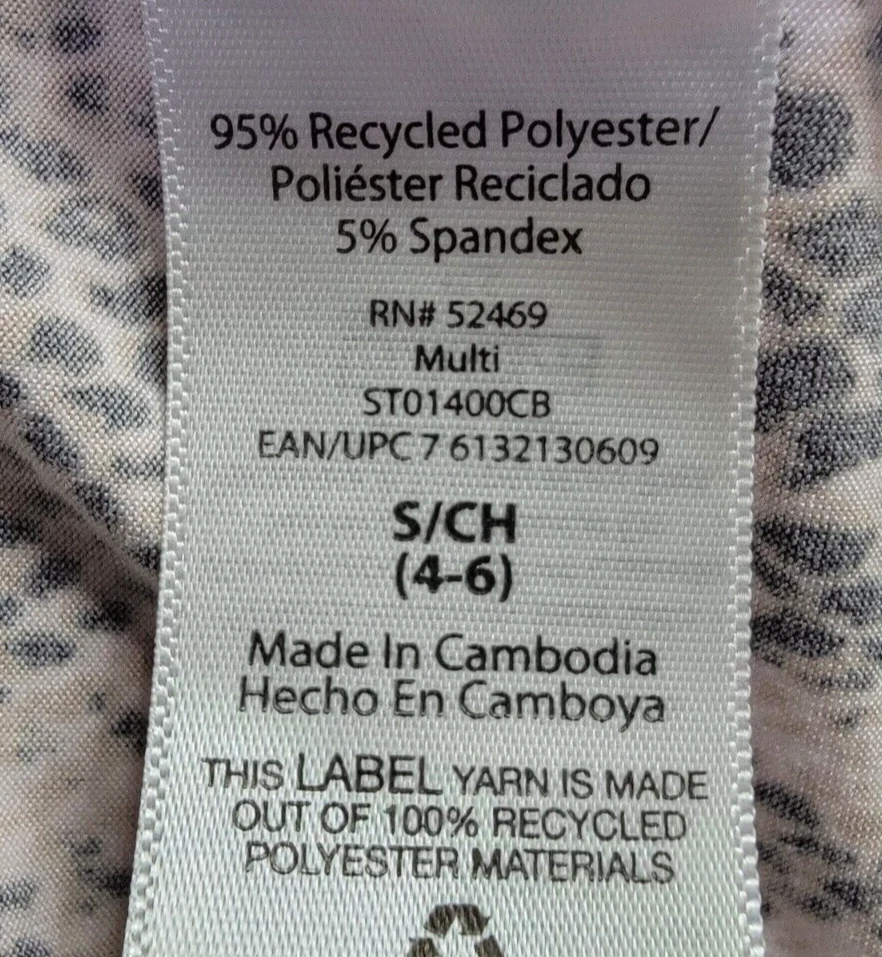 95% Recycled Polyester/
Poliéster Reciclado
5% Spandex
RN# 52469
Multi
ST01400CB
EAN/UPC 7 6132130609
S/CH
(4-6)
Made In Cambodia
Hecho En Camboya
THIS LABEL YARN IS MADE
OUT OF 100% RECYCLED
POLYESTER MATERIALS